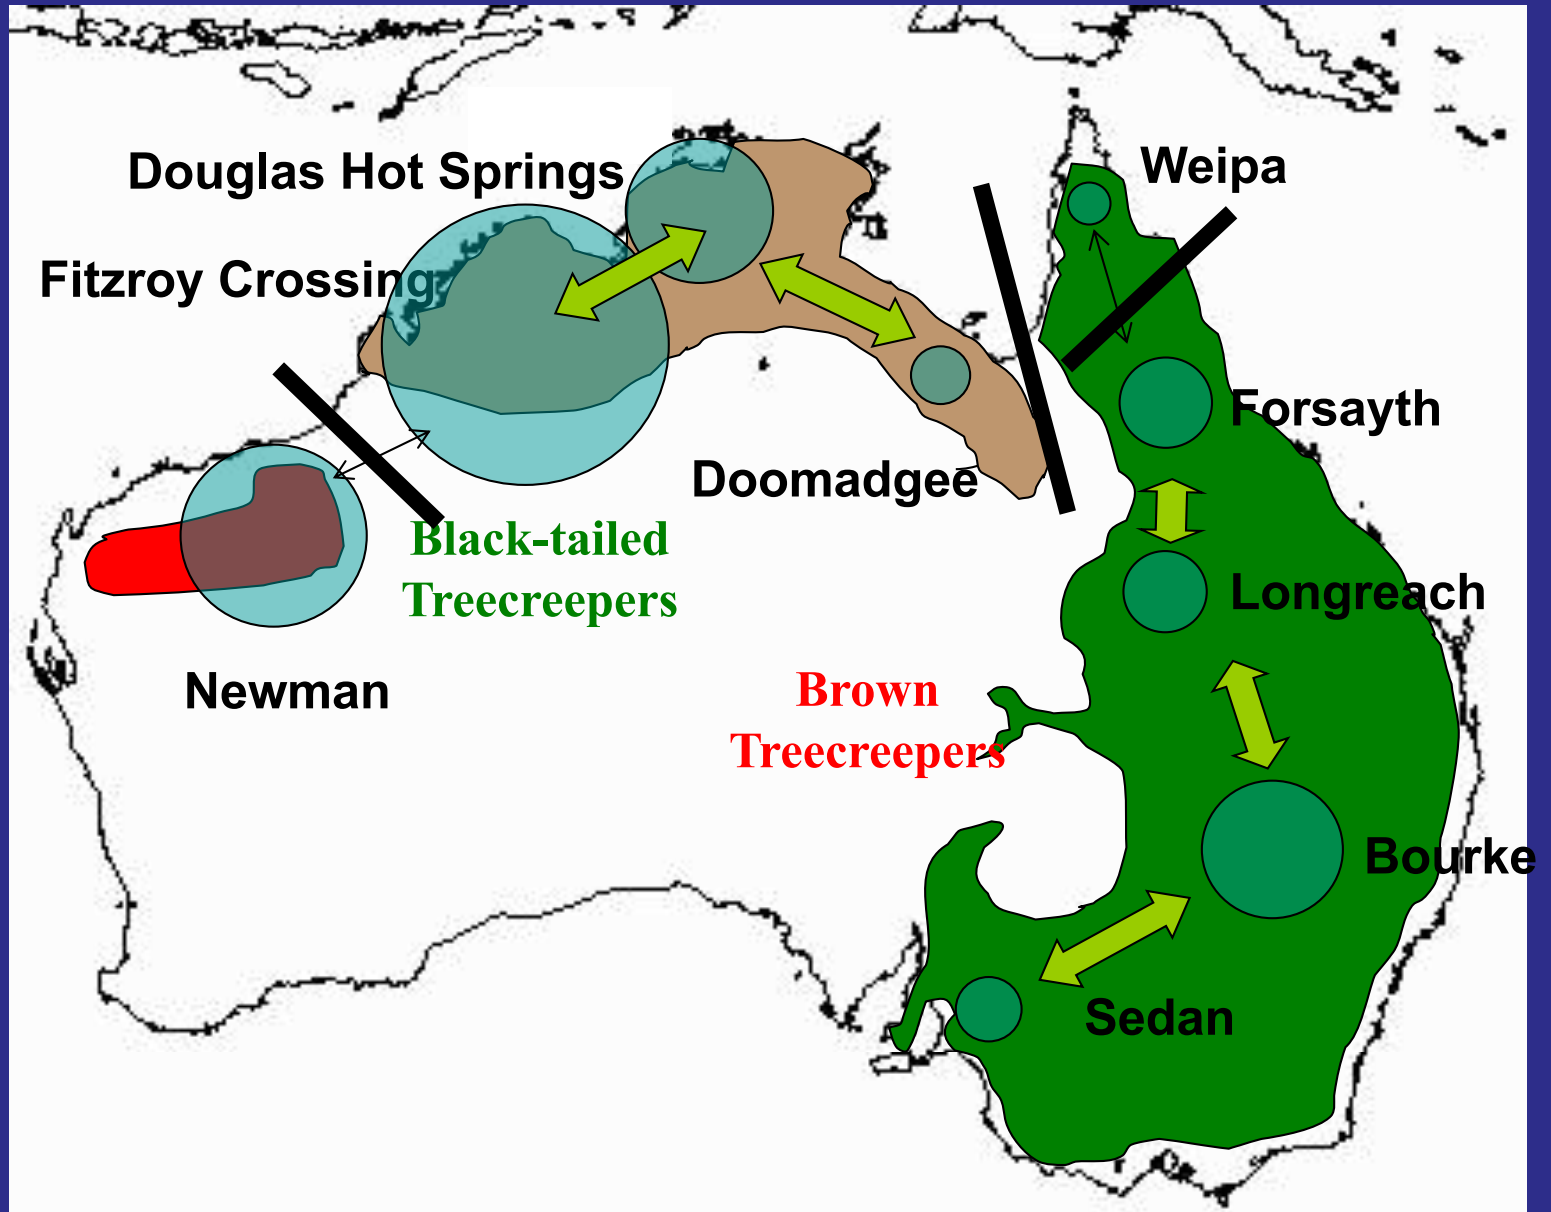 Weipa
Douglas Hot Springs
Fitzroy Crossing
Forsayth
Doomadgee
Black-tailed
Treecreepers
Longreach
Newman
Brown
Treecreepers
Bourke
Sedan